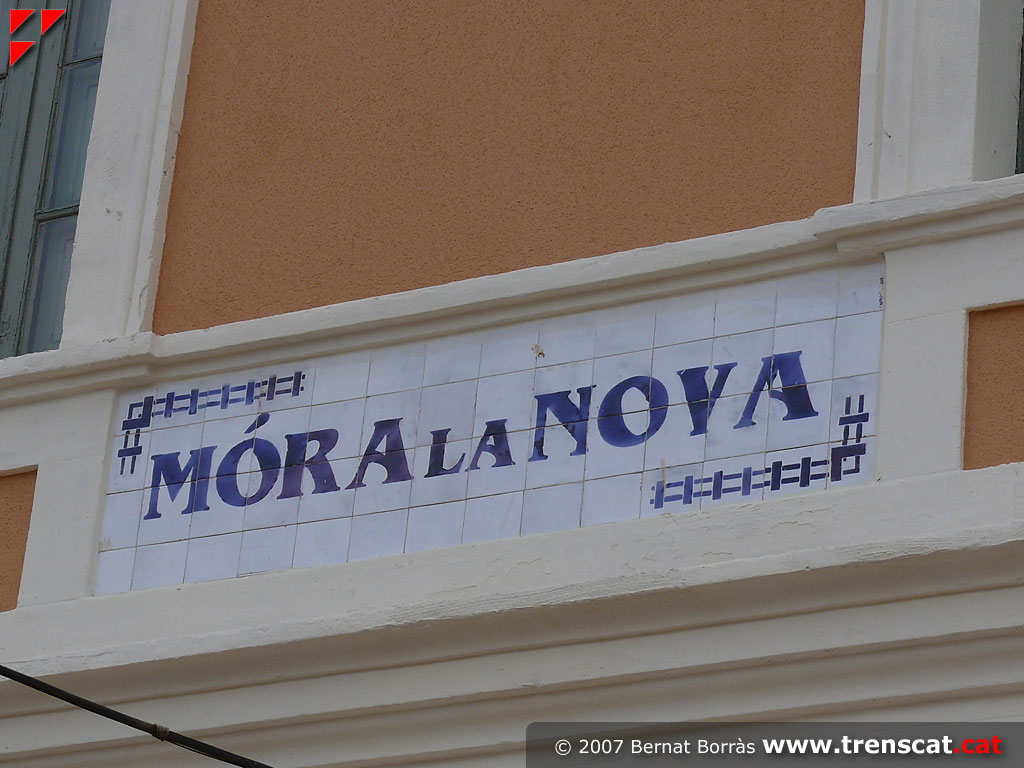 MÓRA LA NOVA
© 2007 Bernat Borràs www.trenscat.cat